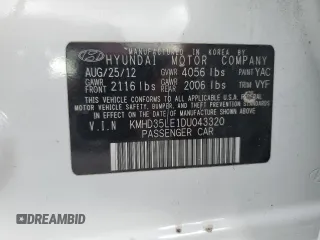 MANUFACTURED IN KOREA BY
HYUNDAI MOTOR COMPANY
AUG/25/12 GVWR 4056 lbs PAINT YAC
GAWR FRONT 2116 lbs GAWR REAR 2006 lbs TRIM VYF
THIS VEHICLE CONFORMS TO ALL APPLICABLE
FEDERAL MOTOR VEHICLE SAFETY, BUMPER, AND
THEFT PREVENTION STANDARDS IN EFFECT ON
THE DATE OF MANUFACTURE SHOWN ABOVE.
V.I.N KMHD35LE1DU043320
PASSENGER CAR